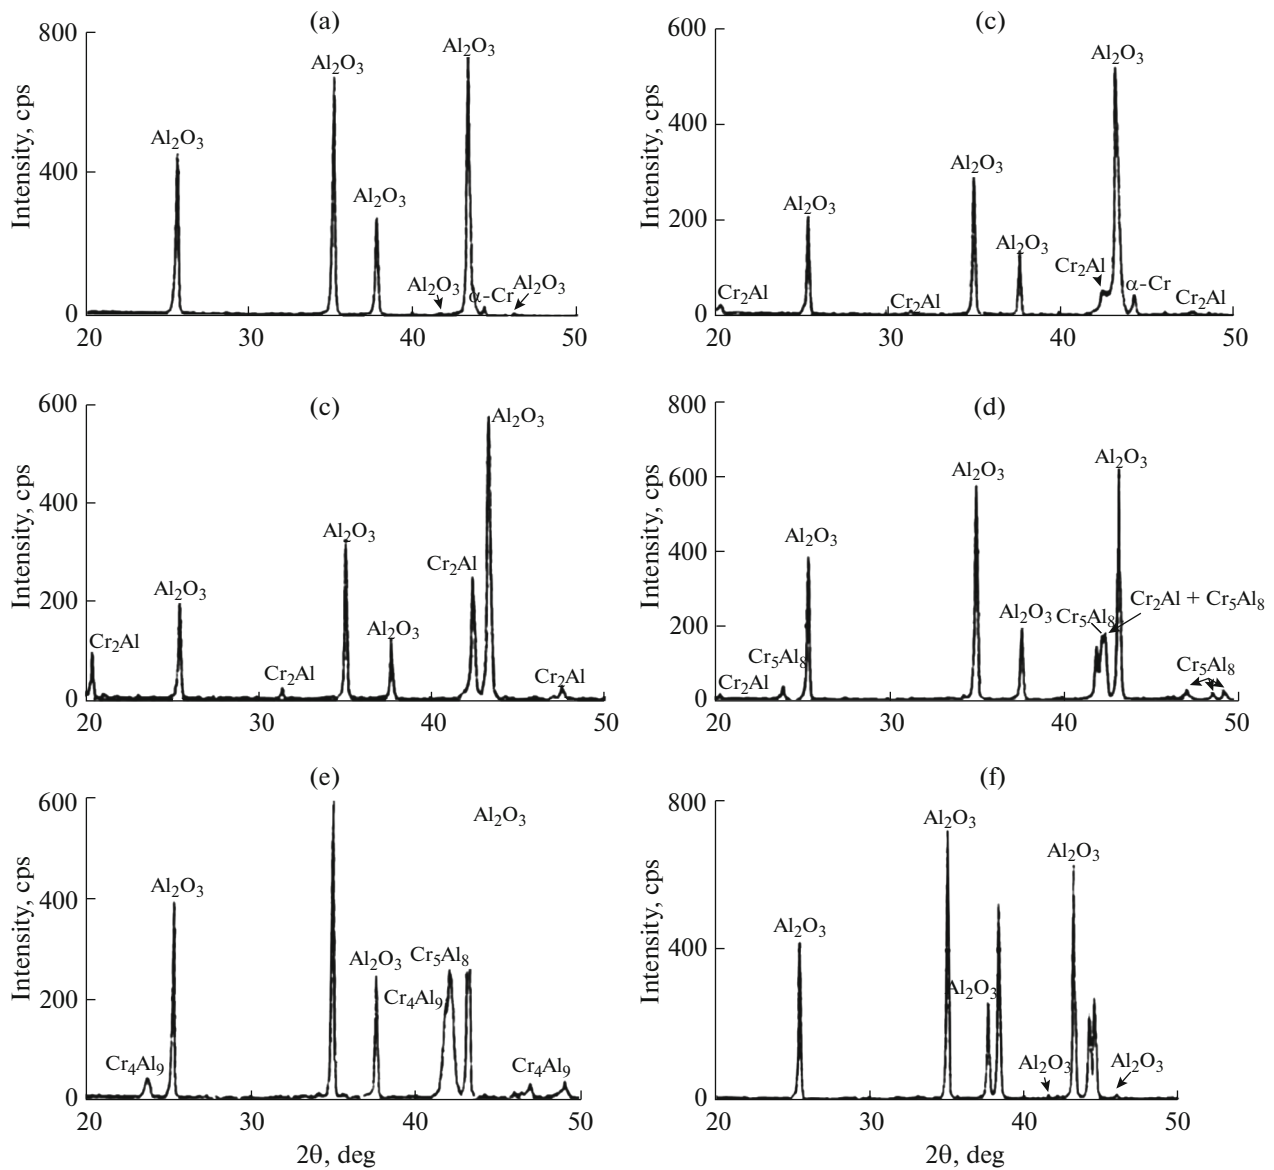 (a)
Intensity, cps
800
400
0
20
30
40
50
Al2O3
Al2O3
Al2O3
Al2O3
Al2O3
α-Cr
Al2O3
(c)
Intensity, cps
600
400
200
0
20
30
40
50
Cr2Al
Al2O3
Cr2Al
Al2O3
Al2O3
Cr2Al
Al2O3
α-Cr
Cr2Al
(c)
Intensity, cps
600
400
200
0
20
30
40
50
Cr2Al
Al2O3
Cr2Al
Al2O3
Al2O3
Cr2Al
Al2O3
Cr2Al
(d)
Intensity, cps
800
600
400
200
0
20
30
40
50
Cr2Al
Cr5Al8
Al2O3
Al2O3
Al2O3
Cr5Al8
Cr2Al + Cr5Al8
Al2O3
Cr5Al8
(e)
Intensity, cps
600
400
200
0
20
30
40
50
2θ, deg
Cr4Al9
Al2O3
Al2O3
Cr4Al9
Cr5Al8
Al2O3
Cr4Al9
(f)
Intensity, cps
800
400
0
20
30
40
50
2θ, deg
Al2O3
Al2O3
Al2O3
Al2O3
Al2O3
Al2O3